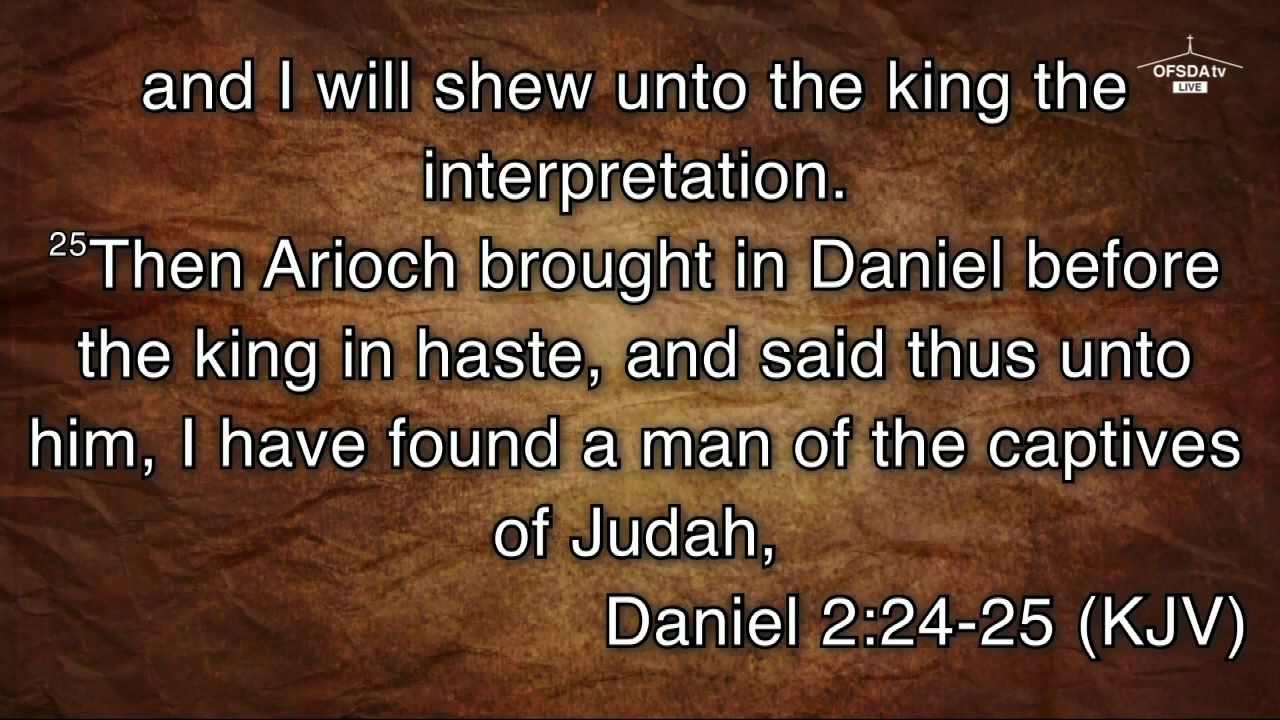 and I will shew unto the king the
interpretation.
25Then Arioch brought in Daniel before
the king in haste, and said thus unto
him, I have found a man of the captives
of Judah,
Daniel 2:24-25 (KJV)
OFSDAtv
LIVE